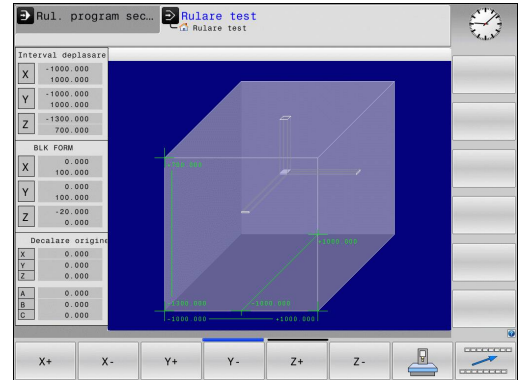 Rul. program sec...
Rulare test
Rulare test
Interval deplasare
X -1000.000
1000.000
Y -1000.000
1000.000
Z -1300.000
700.000
BLK FORM
X 0.000
100.000
Y 0.000
100.000
Z -20.000
0.000
Decalare origine
X 0.000
Y 0.000
Z 0.000
A 0.000
B 0.000
C 0.000
+700.000
+1000.000
-1300.000
-1000.000
-1000.000
+1000.000
X+ X- Y+ Y- Z+ Z-